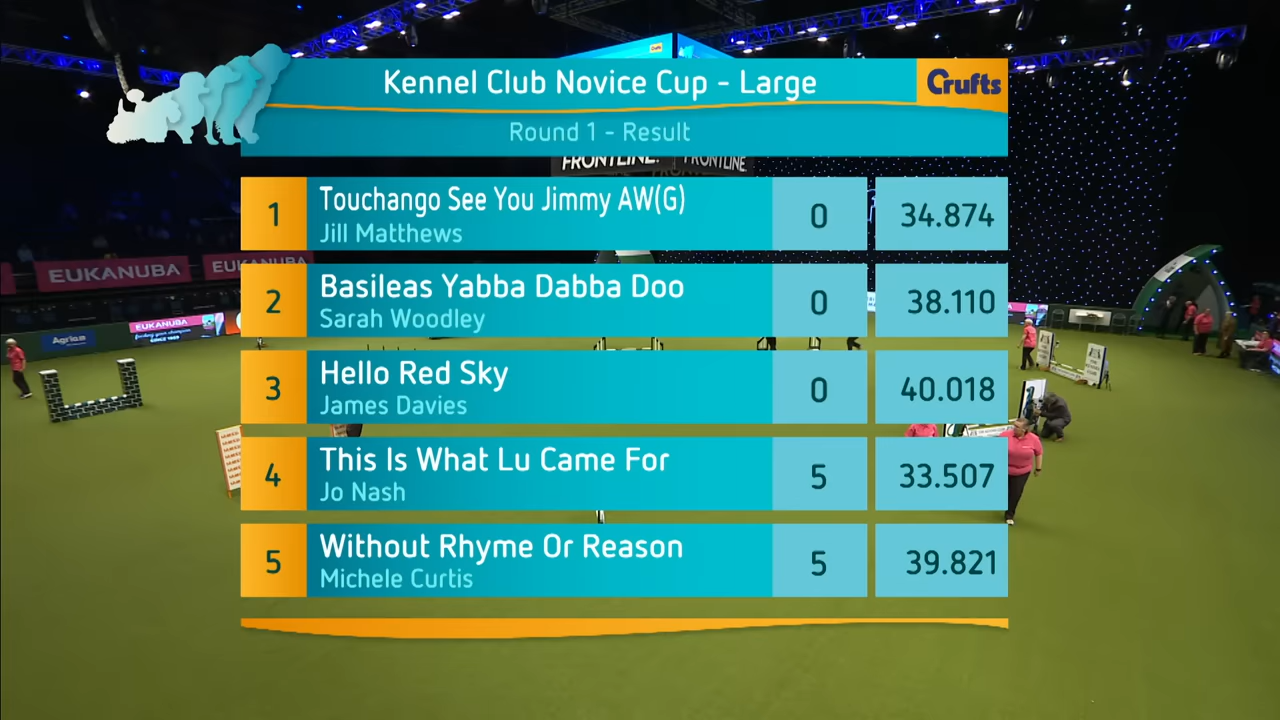 Kennel Club Novice Cup - Large
Crufts
Round 1 - Result
FRONTLINE. FRONTLINE
1 Touchango See You Jimmy AW(G) 0 34.874
Jill Matthews
EUKANUBA
EUKANUBA
2 Basileas Yabba Dabba Doo 0 38.110
Sarah Woodley
EUKANUBA
Agria
3 Hello Red Sky 0 40.018
James Davies
4 This Is What Lu Came For 5 33.507
Jo Nash
5 Without Rhyme Or Reason 5 39.821
Michele Curtis